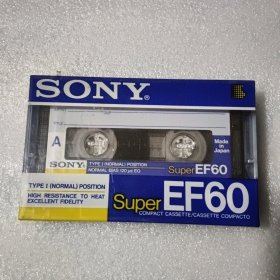 SONY®
A
Made in
Japan
SONY
TYPE I (NORMAL) POSITION
NORMAL BIAS 120 µs EQ
Super EF60
TYPE I (NORMAL) POSITION
HIGH RESISTANCE TO HEAT
EXCELLENT FIDELITY
Super EF60
COMPACT CASSETTE/CASSETTE COMPACTO